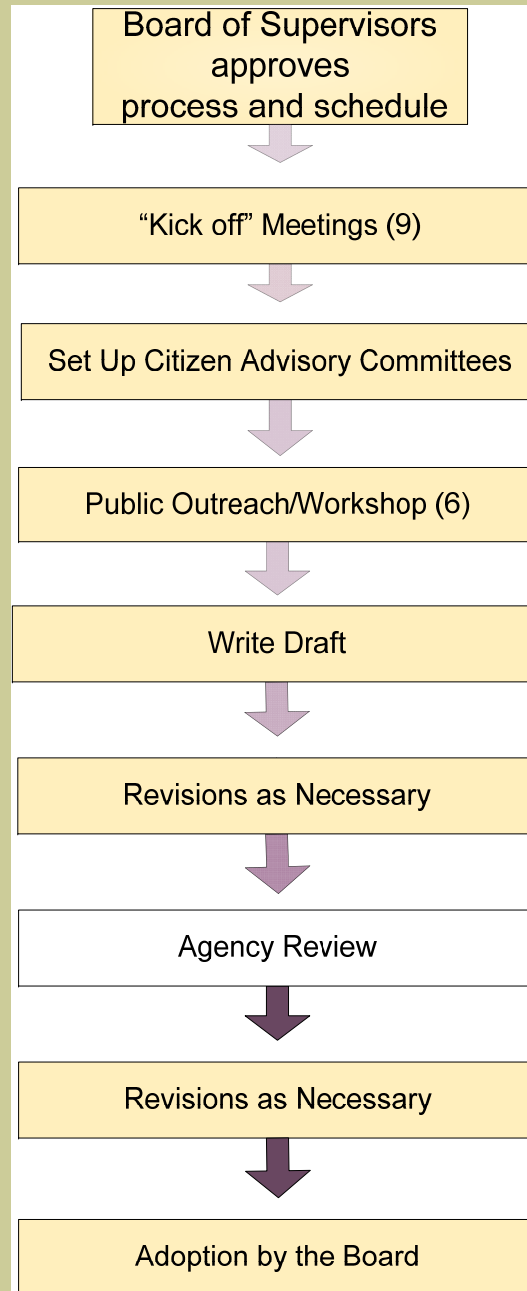 Board of Supervisors
approves
process and schedule
“Kick off” Meetings (9)
Set Up Citizen Advisory Committees
Public Outreach/Workshop (6)
Write Draft
Revisions as Necessary
Agency Review
Revisions as Necessary
Adoption by the Board